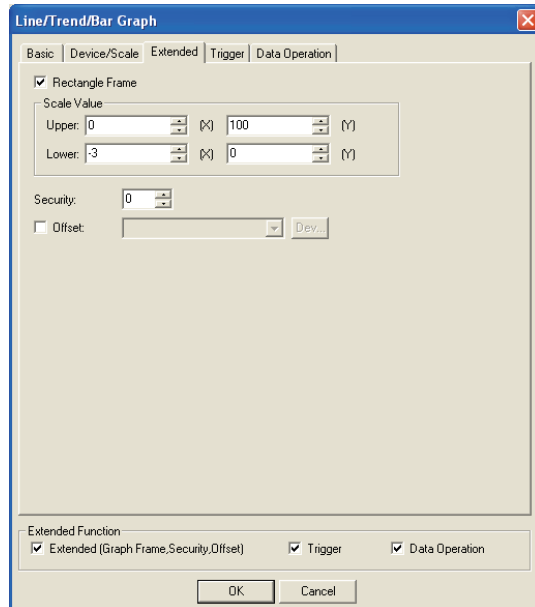 Line/Trend/Bar Graph
Basic Device/Scale Extended Trigger Data Operation
Rectangle Frame
Scale Value
Upper: 0 (X) 100 (Y)
Lower: -3 (X) 0 (Y)
Security: 0
Offset: Dev...
Extended Function
Extended (Graph Frame,Security,Offset) Trigger Data Operation
OK Cancel